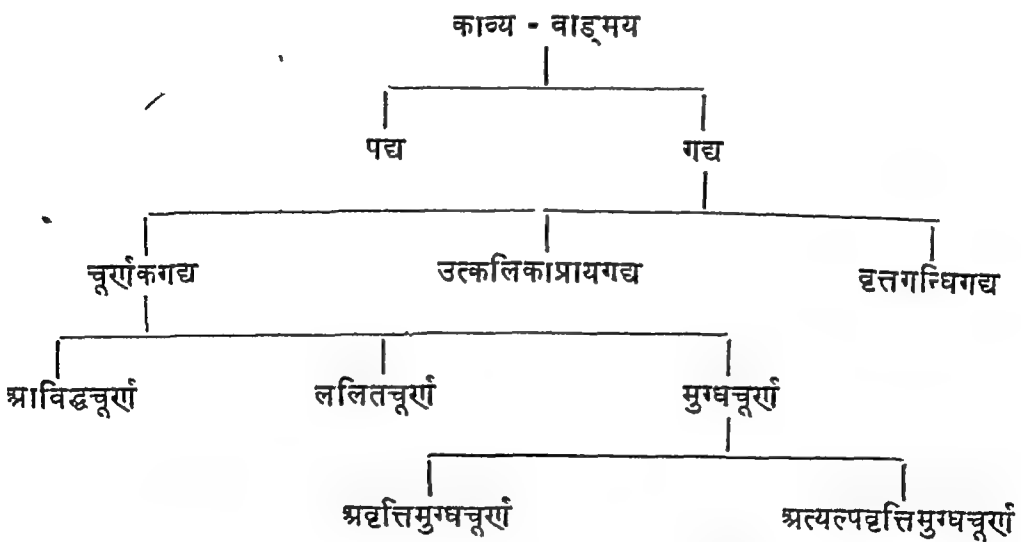 काव्य - वाङ्मय
पद्य गद्य
चूर्णकगद्य उत्कलिकाप्रायगद्य वृत्तगन्धिगद्य
आविद्धचूर्ण ललितचूर्ण मुग्धचूर्ण
अवृत्तिमुग्धचूर्ण अत्यल्पवृत्तिमुग्धचूर्ण